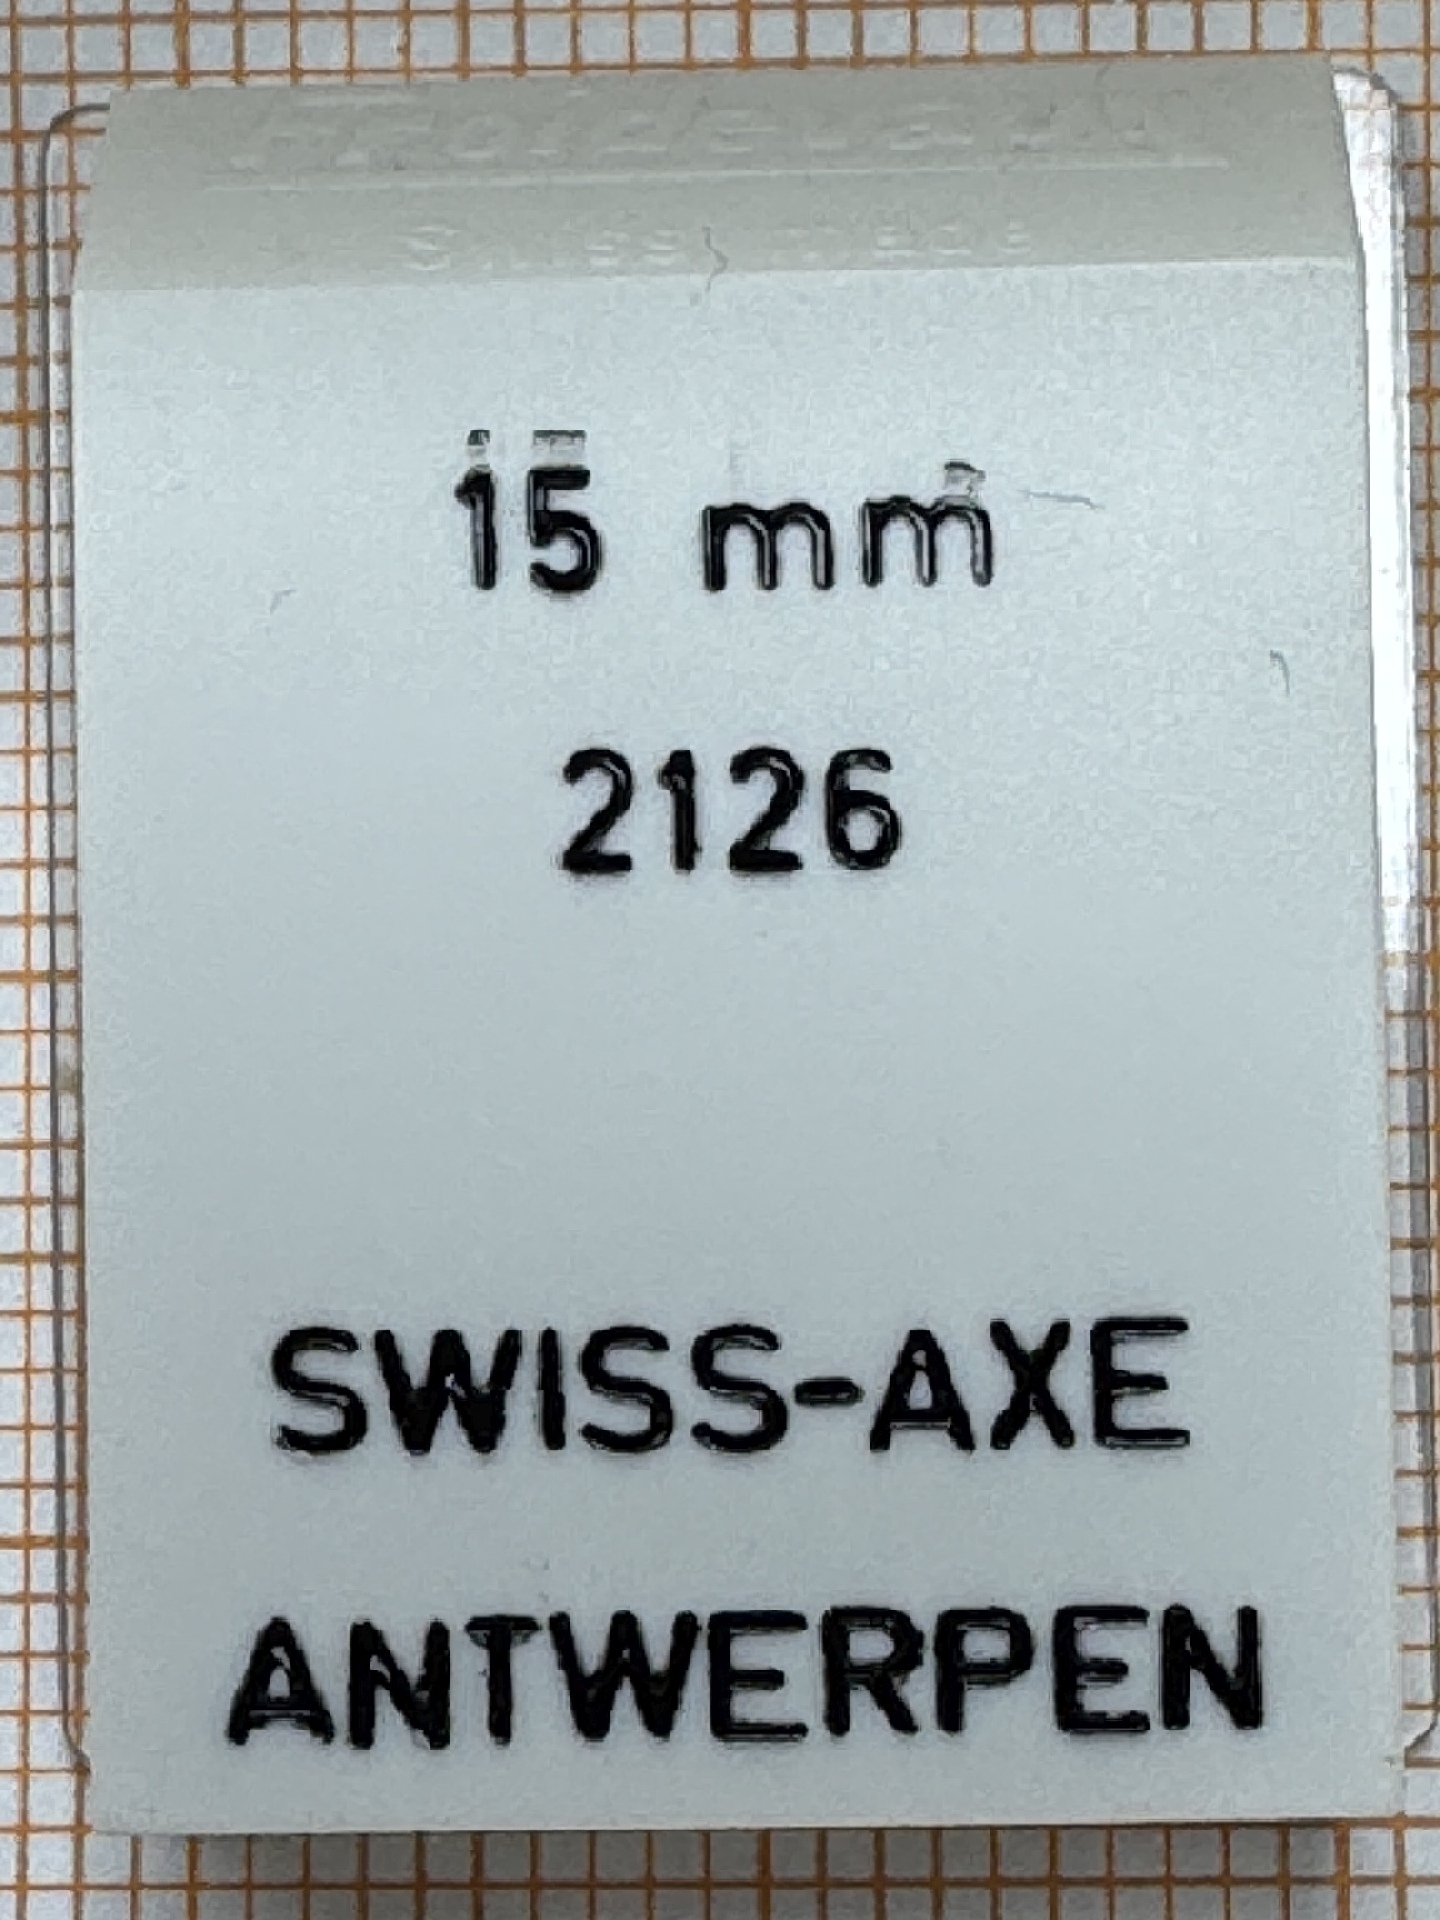 15 mm
2126
SWISS-AXE
ANTWERPEN